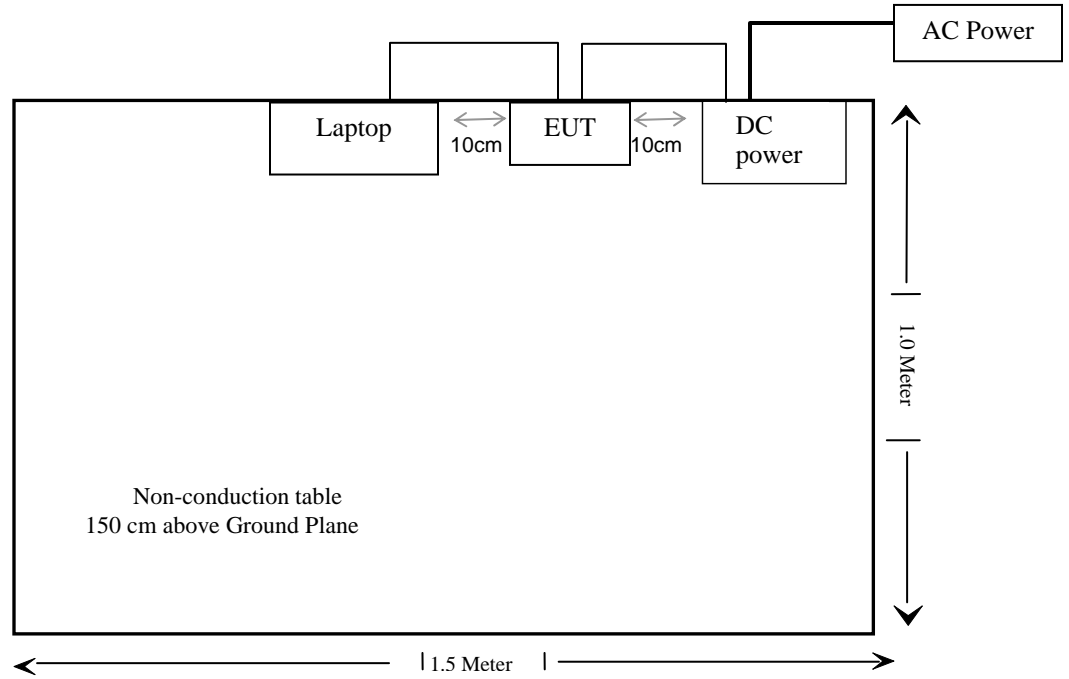 AC Power
Laptop
10cm
EUT
10cm
DC
power
1.0 Meter
Non-conduction table
150 cm above Ground Plane
1.5 Meter